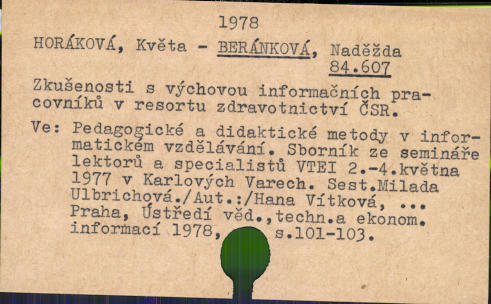 1978
HORÁKOVÁ, Květa - BERÁNKOVÁ, Naděžda
84.607
Zkušenosti s výchovou informačních pra-
covníků v resortu zdravotnictví ČSR.
Ve: Pedagogické a didaktické metody v infor-
matickém vzdělávání. Sborník ze semináře
lektorů a specialistů VTEI 2.-4.května
1977 v Karlových Varech. Sest.Milada
Ulbrichová./Aut.:/Hana Vítková, ...
Praha, Ústředí věd.,techn.a ekonom.
informací 1978, s.101-103.